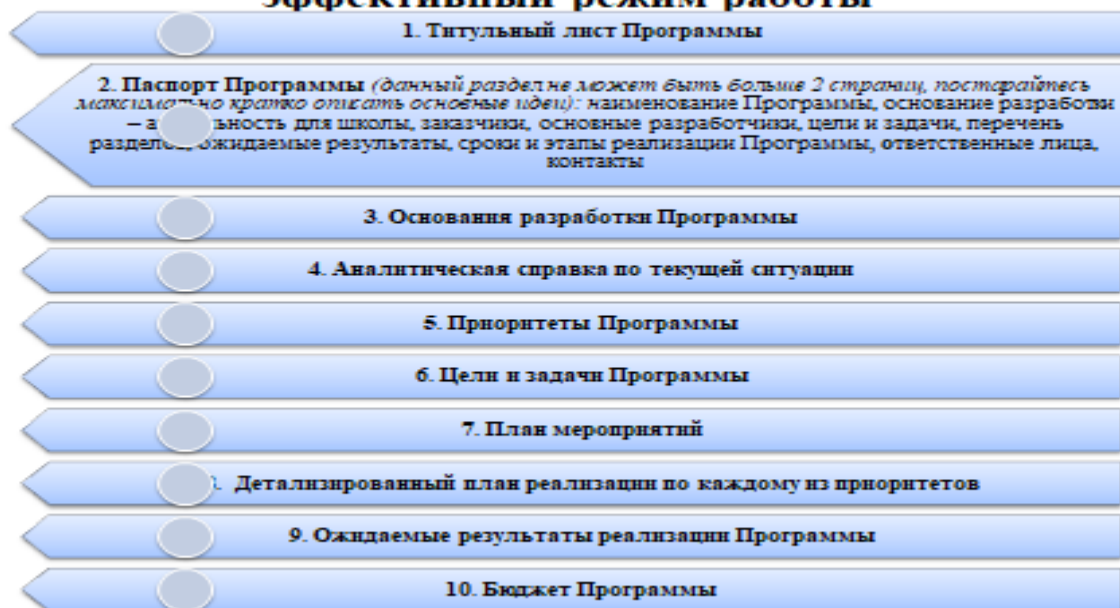 эффективный режим работы
1. Титульный лист Программы
2. Паспорт Программы (данный раздел не может быть больше 2 страниц, постарайтесь
максимально кратко описать основные идеи): наименование Программы, основание разработки
– для школы, заказчики, основные разработчики, цели и задачи, перечень
ожидаемые результаты, сроки и этапы реализации Программы, ответственные лица,
контакты
3. Основания разработки Программы
4. Аналитическая справка по текущей ситуации
5. Приоритеты Программы
6. Цели и задачи Программы
7. План мероприятий
Детализированный план реализации по каждому из приоритетов
9. Ожидаемые результаты реализации Программы
10. Бюджет Программы